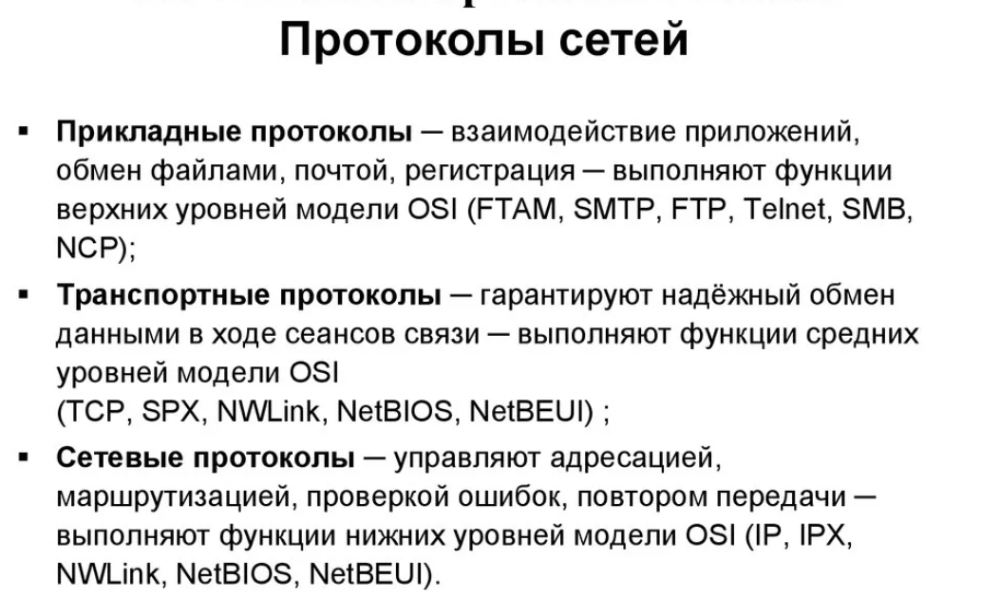 Протоколы сетей
▪ Прикладные протоколы — взаимодействие приложений,
обмен файлами, почтой, регистрация — выполняют функции
верхних уровней модели OSI (FTAM, SMTP, FTP, Telnet, SMB,
NCP);
▪ Транспортные протоколы — гарантируют надёжный обмен
данными в ходе сеансов связи — выполняют функции средних
уровней модели OSI
(TCP, SPX, NWLink, NetBIOS, NetBEUI) ;
▪ Сетевые протоколы — управляют адресацией,
маршрутизацией, проверкой ошибок, повтором передачи —
выполняют функции нижних уровней модели OSI (IP, IPX,
NWLink, NetBIOS, NetBEUI).